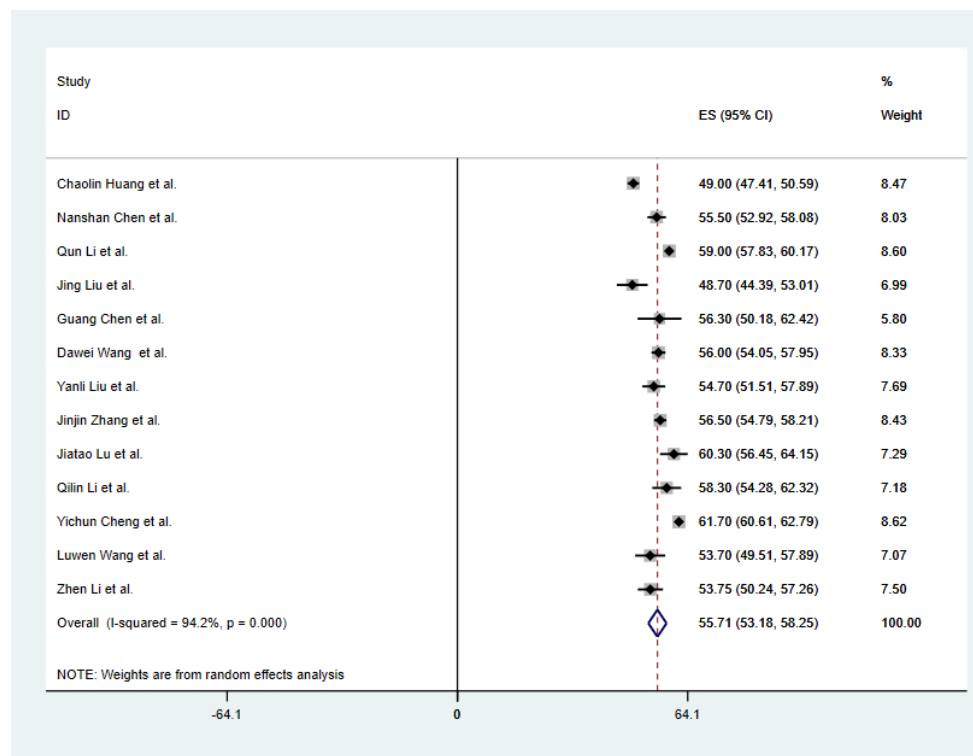 Study %
ID ES (95% CI) Weight
Chaolin Huang et al. 49.00 (47.41, 50.59) 8.47
Nanshan Chen et al. 55.50 (52.92, 58.08) 8.03
Qun Li et al. 59.00 (57.83, 60.17) 8.60
Jing Liu et al. 48.70 (44.39, 53.01) 6.99
Guang Chen et al. 56.30 (50.18, 62.42) 5.80
Dawei Wang et al. 56.00 (54.05, 57.95) 8.33
Yanli Liu et al. 54.70 (51.51, 57.89) 7.69
Jinjin Zhang et al. 56.50 (54.79, 58.21) 8.43
Jiatao Lu et al. 60.30 (56.45, 64.15) 7.29
Qilin Li et al. 58.30 (54.28, 62.32) 7.18
Yichun Cheng et al. 61.70 (60.61, 62.79) 8.62
Luwen Wang et al. 53.70 (49.51, 57.89) 7.07
Zhen Li et al. 53.75 (50.24, 57.26) 7.50
Overall (I-squared = 94.2%, p = 0.000) 55.71 (53.18, 58.25) 100.00
NOTE: Weights are from random effects analysis
-64.1 0 64.1